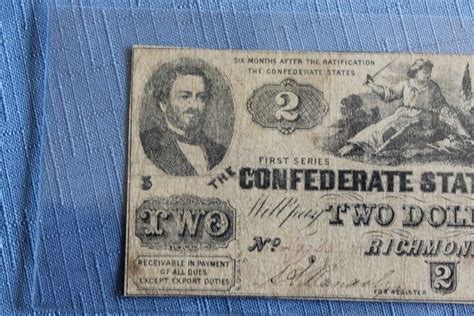 SIX MONTHS AFTER THE RATIFICATION
THE CONFEDERATE STATES
2
FIRST SERIES
THE CONFEDERATE STAT
Will pay TWO DOLL
TWO
No
RICHMON
RECEIVABLE IN PAYMENT
OF ALL DUES
EXCEPT EXPORT DUTIES
2
FOR REGISTER